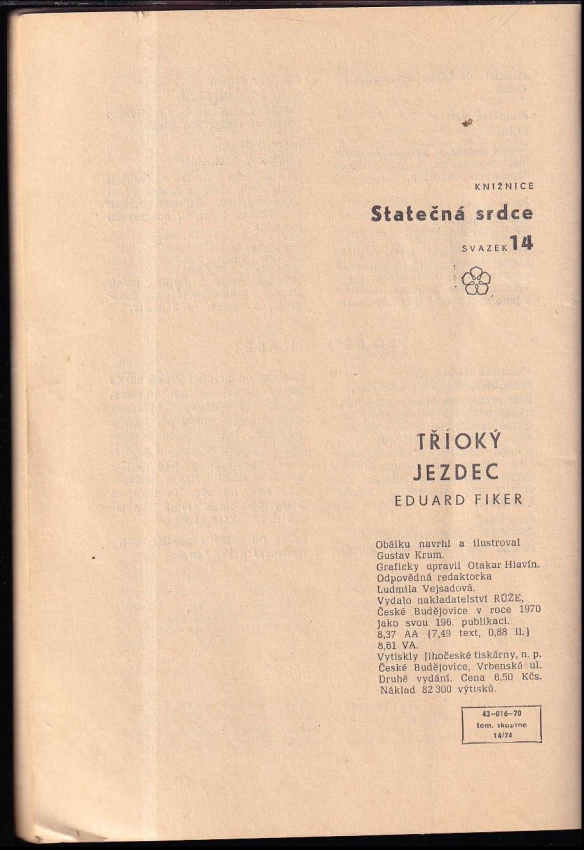 KNIŽNICE
Statečná srdce
SVAZEK 14
TŘÍOKÝ
JEZDEC
EDUARD FIKER
Obálku navrhl a ilustroval
Gustav Krum.
Graficky upravil Otakar Hlavín.
Odpovědná redaktorka
Ludmila Vejsadová.
Vydalo nakladatelství RŮŽE,
České Budějovice v roce 1970
jako svou 196. publikaci.
8,37 AA (7,49 text, 0,88 il.)
8,61 VA.
Vytiskly Jihočeské tiskárny, n. p.
České Budějovice, Vrbenská ul.
Druhé vydání. Cena 6,50 Kčs.
Náklad 82 300 výtisků.
43-016-70
tem. skupina
14/74